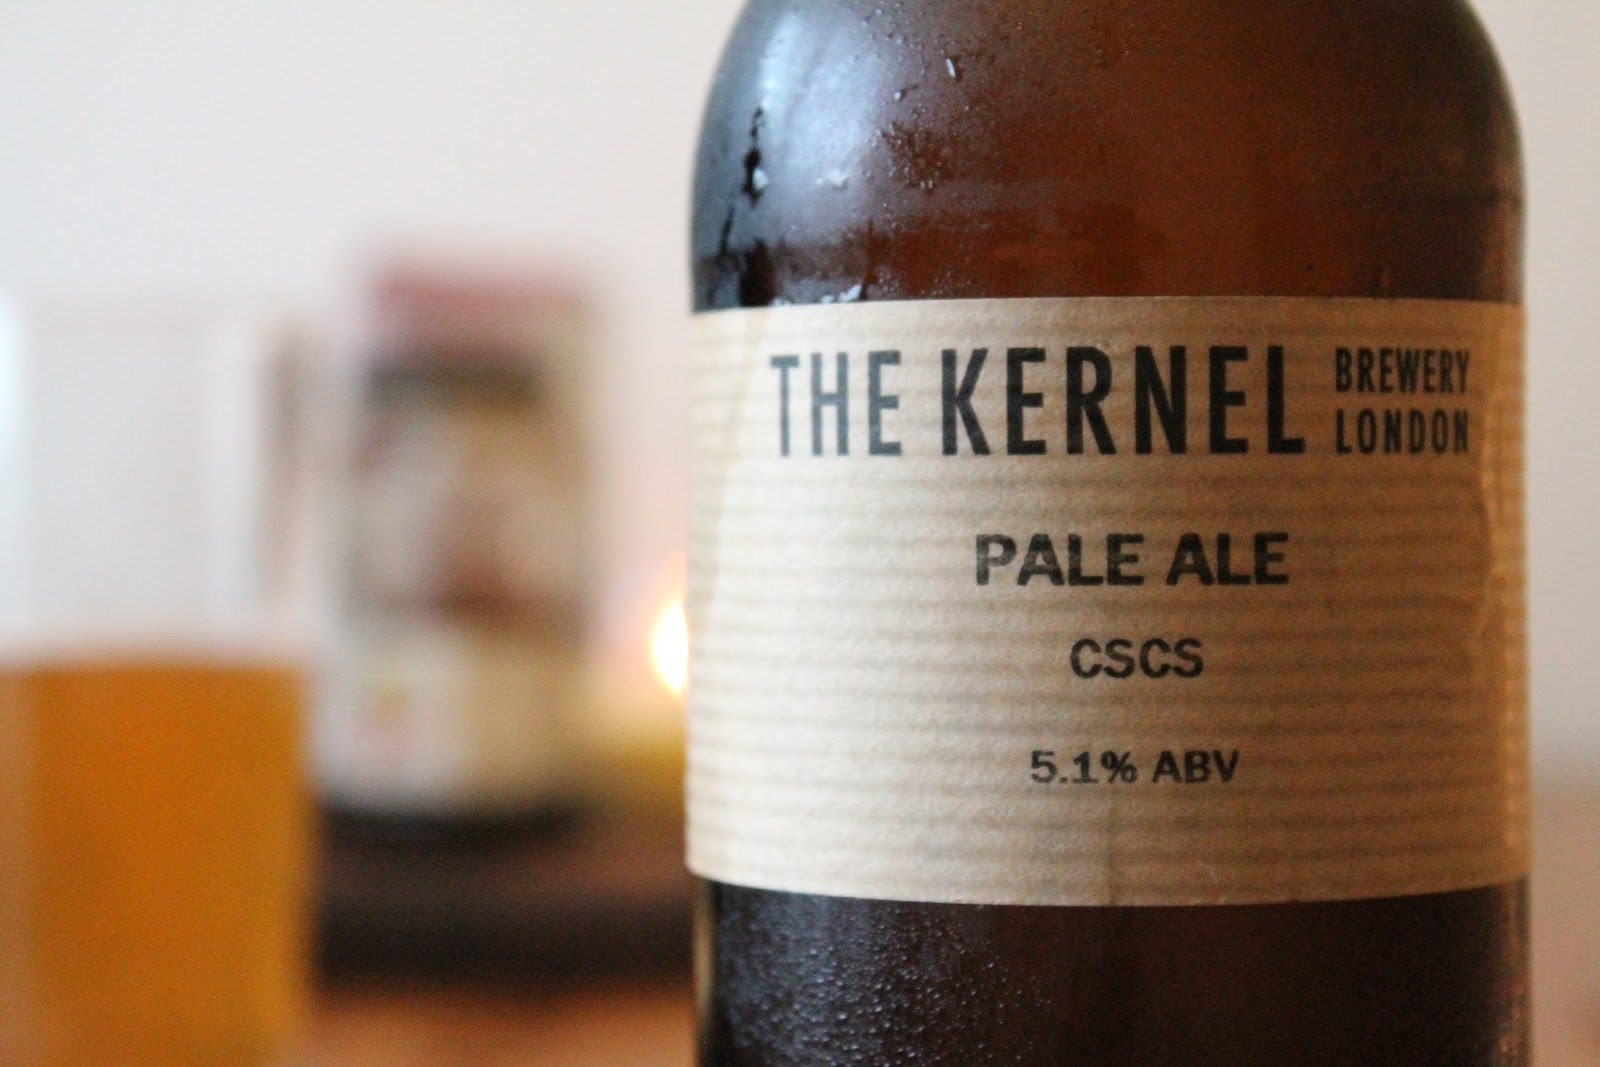 THE KERNEL BREWERY LONDON
PALE ALE
CSCS
5.1% ABV